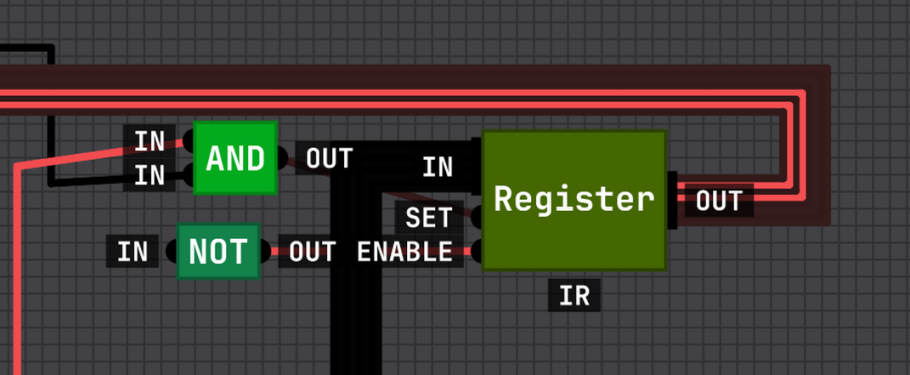 IN
IN
AND
OUT
IN
Register
OUT
SET
IN
NOT
OUT
ENABLE
IR